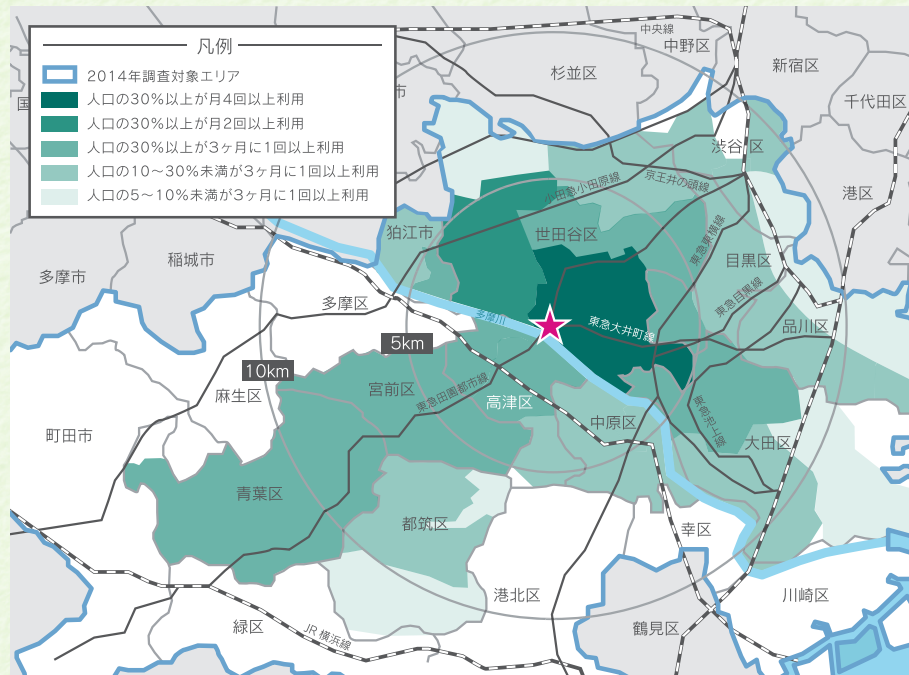 凡例
2014年調査対象エリア
人口の30%以上が月4回以上利用
人口の30%以上が月2回以上利用
人口の30%以上が3ヶ月に1回以上利用
人口の10〜30%未満が3ヶ月に1回以上利用
人口の5〜10%未満が3ヶ月に1回以上利用
国
市
中央線
中野区
杉並区
新宿区
千代田区
渋谷区
京王井の頭線
小田急小田原線
港区
狛江市
世田谷区
東急東横線
目黒区
稲城市
多摩市
多摩区
多摩川
東急目黒線
東急大井町線
品川区
5km
10km
宮前区
麻生区
東急田園都市線
高津区
中原区
東急池上線
大田区
町田市
青葉区
都筑区
幸区
港北区
川崎区
緑区
JR横浜線
鶴見区